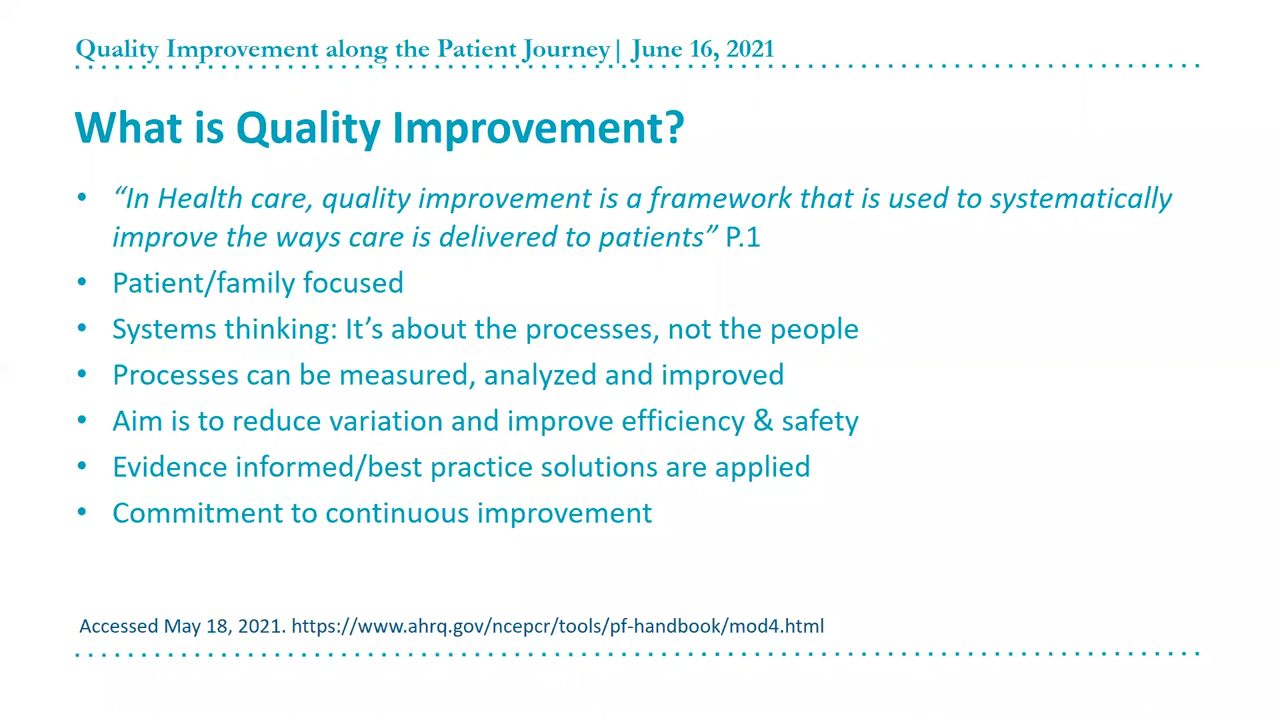 Quality Improvement along the Patient Journey| June 16, 2021
What is Quality Improvement?
• “In Health care, quality improvement is a framework that is used to systematically
improve the ways care is delivered to patients” P.1
• Patient/family focused
• Systems thinking: It’s about the processes, not the people
• Processes can be measured, analyzed and improved
• Aim is to reduce variation and improve efficiency & safety
• Evidence informed/best practice solutions are applied
• Commitment to continuous improvement
Accessed May 18, 2021. https://www.ahrq.gov/ncepcr/tools/pf-handbook/mod4.html